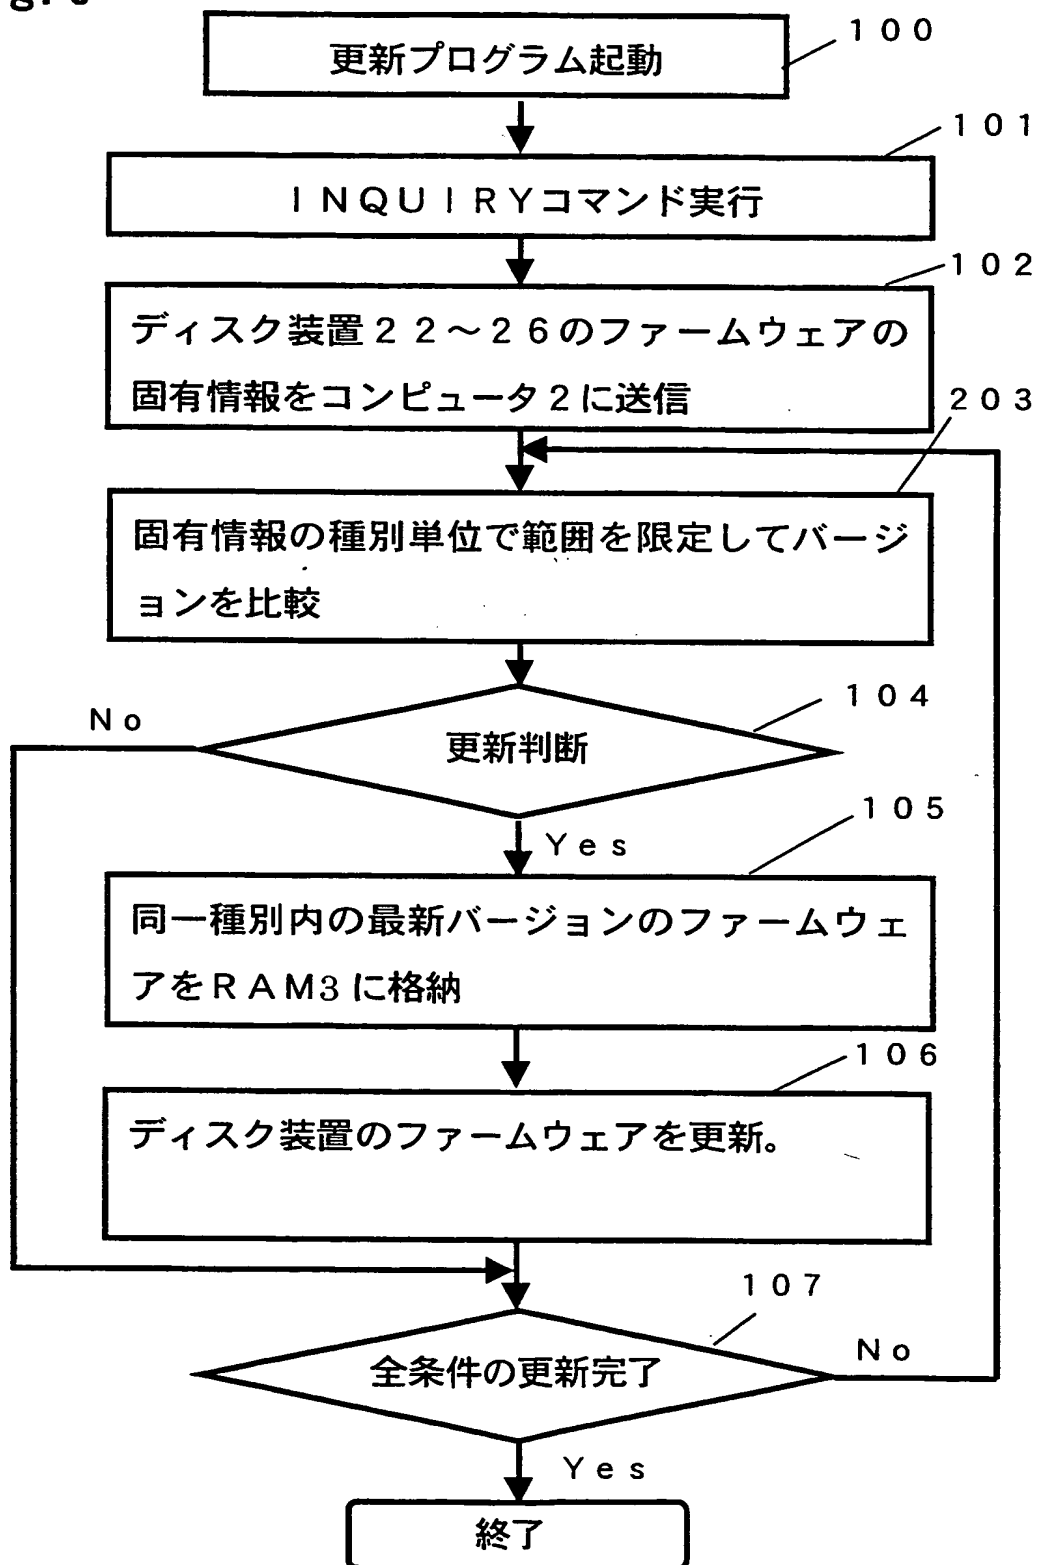 100
更新プログラム起動
101
INQUIRYコマンド実行
102
ディスク装置22～26のファームウェアの
固有情報をコンピュータ2に送信
203
固有情報の種別単位で範囲を限定してバージ
ョンを比較
104
No
更新判断
105
Yes
同一種別内の最新バージョンのファームウェ
アをRAM3に格納
106
ディスク装置のファームウェアを更新。
107
全条件の更新完了
No
Yes
終了